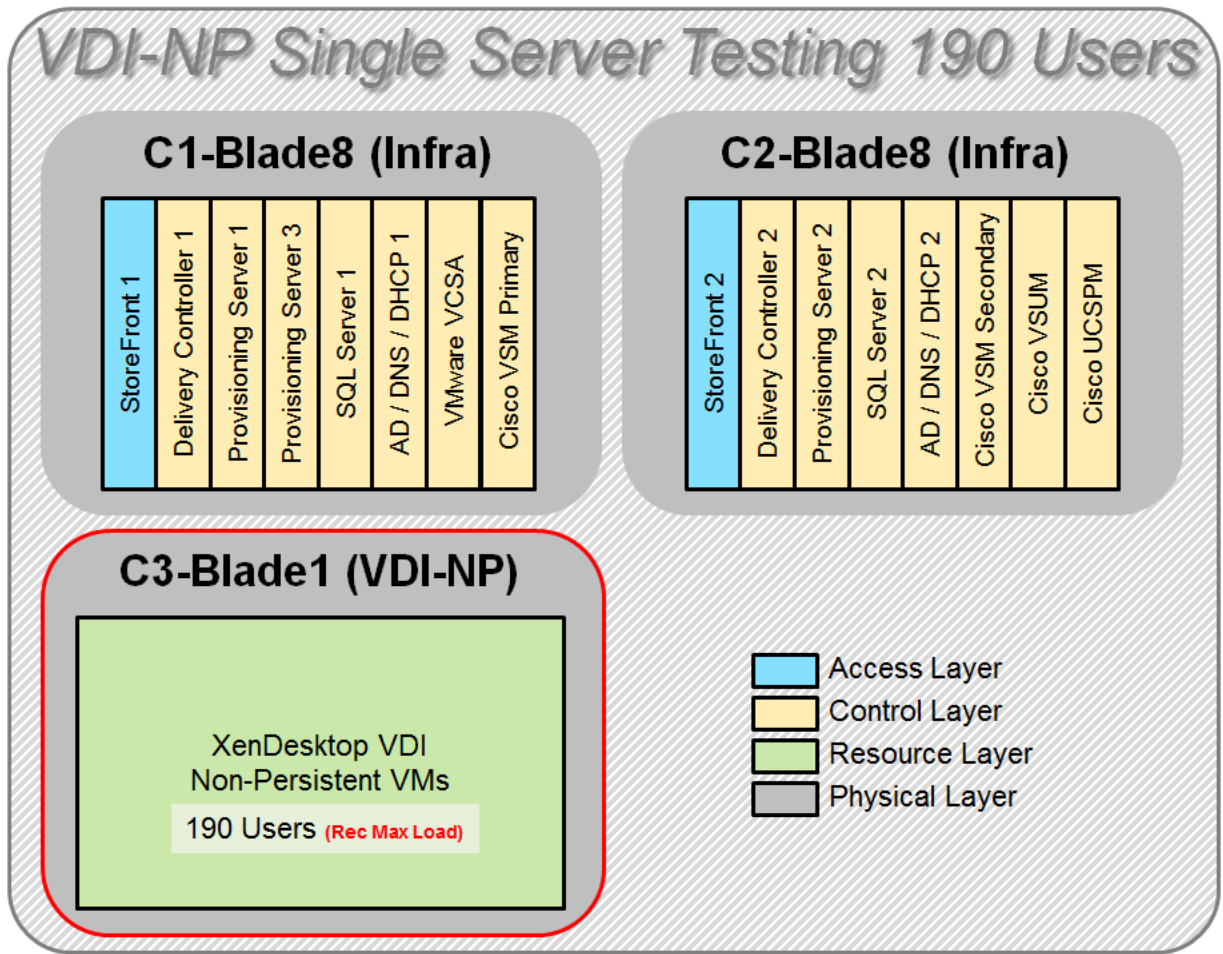 VDI-NP Single Server Testing 190 Users
C1-Blade8 (Infra)
StoreFront 1
Delivery Controller 1
Provisioning Server 1
Provisioning Server 3
SQL Server 1
AD / DNS / DHCP 1
VMware VCSA
Cisco VSM Primary
C2-Blade8 (Infra)
StoreFront 2
Delivery Controller 2
Provisioning Server 2
SQL Server 2
AD / DNS / DHCP 2
Cisco VSM Secondary
Cisco VSUM
Cisco UCSPM
C3-Blade1 (VDI-NP)
XenDesktop VDI
Non-Persistent VMs
190 Users (Rec Max Load)
Access Layer
Control Layer
Resource Layer
Physical Layer